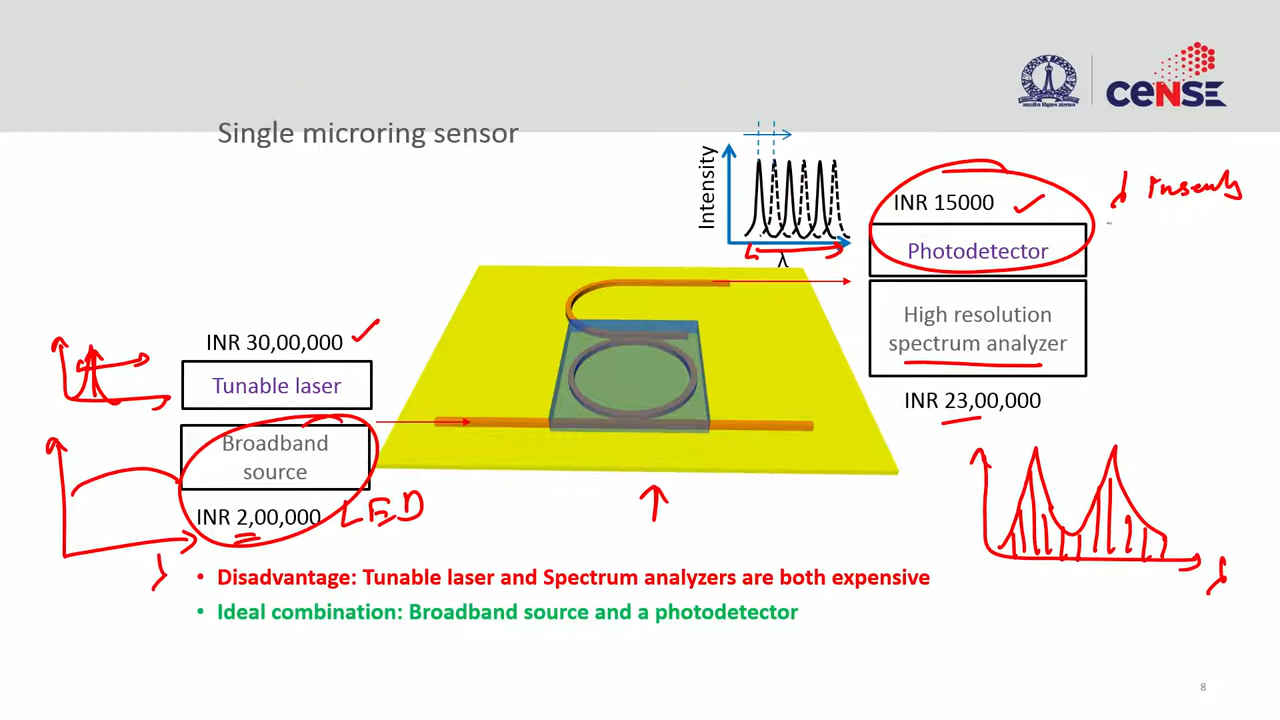 CENSE
Single microring sensor
Intensity
λ
INR 15000
Photodetector
High resolution
spectrum analyzer
INR 23,00,000
INR 30,00,000
Tunable laser
Broadband
source
INR 2,00,000
LED
λ
• Disadvantage: Tunable laser and Spectrum analyzers are both expensive
• Ideal combination: Broadband source and a photodetector
8